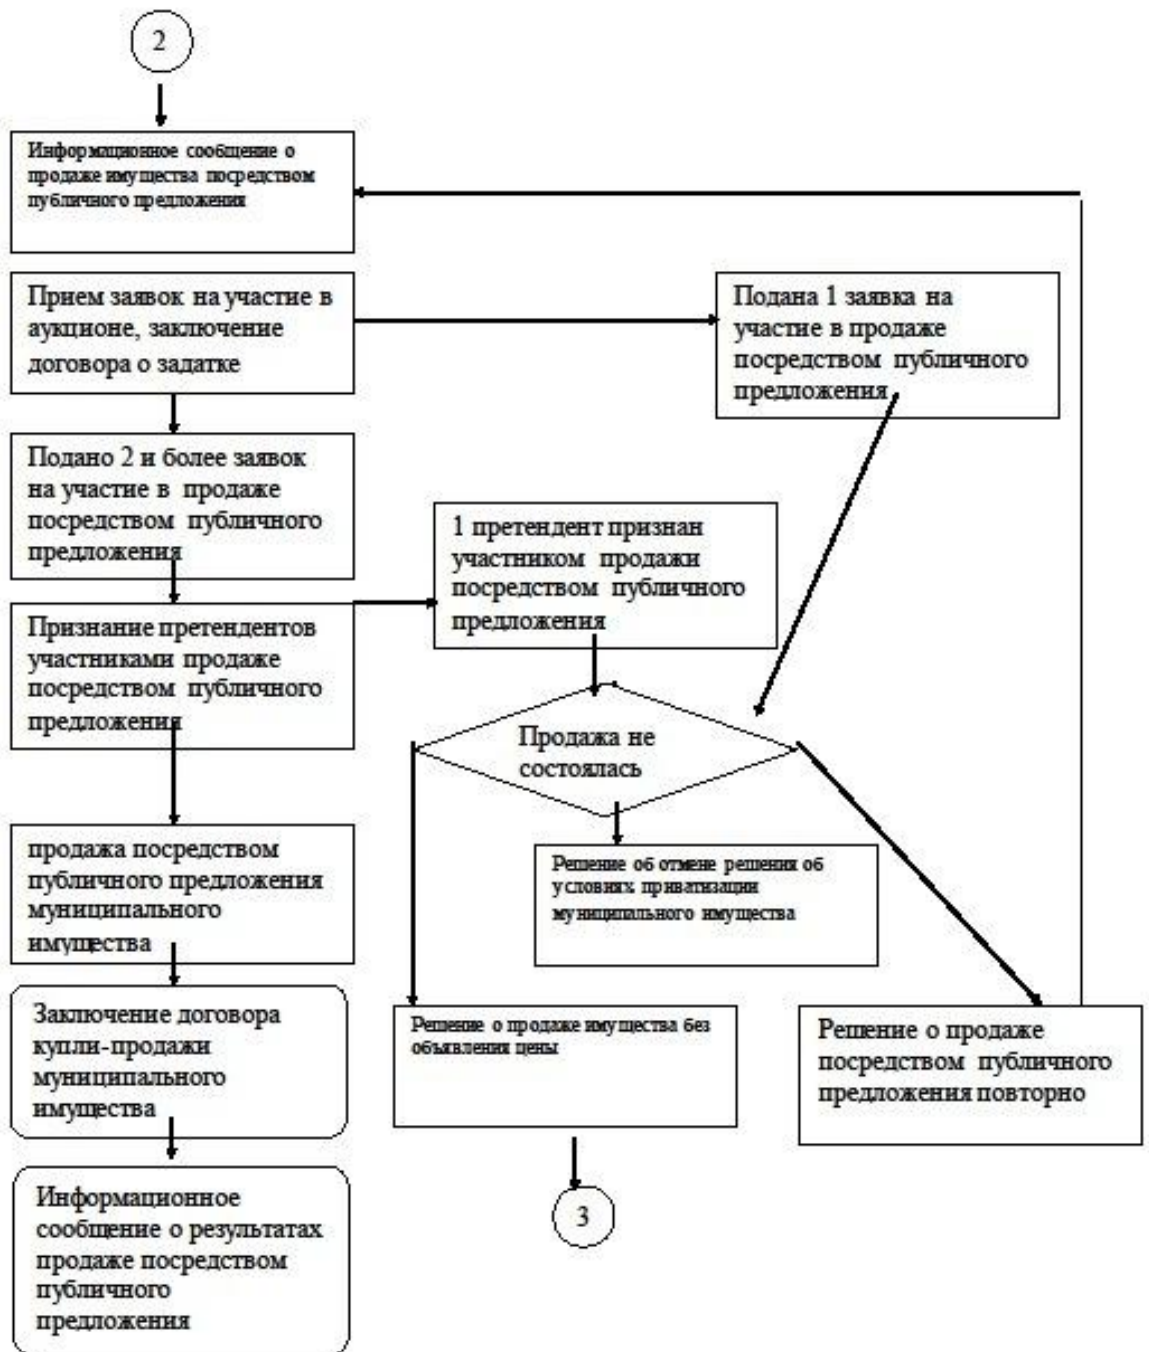 2
Информационное сообщение о
продаже имущества посредством
публичного предложения
Прием заявок на участие в
аукционе, заключение
договора о задатке
Подана 1 заявка на
участие в продаже
посредством публичного
предложения
Подано 2 и более заявок
на участие в продаже
посредством публичного
предложения
1 претендент признан
участником продажи
посредством публичного
предложения
Признание претендентов
участниками продаже
посредством публичного
предложения
Продажа не
состоялась
продажа посредством
публичного предложения
муниципального
имущества
Решение об отмене решения об
условиях приватизации
муниципального имущества
Заключение договора
купли-продажи
муниципального
имущества
Решение о продаже имущества без
объявления цены
Решение о продаже
посредством публичного
предложения повторно
Информационное
сообщение о результатах
продаже посредством
публичного
предложения
3